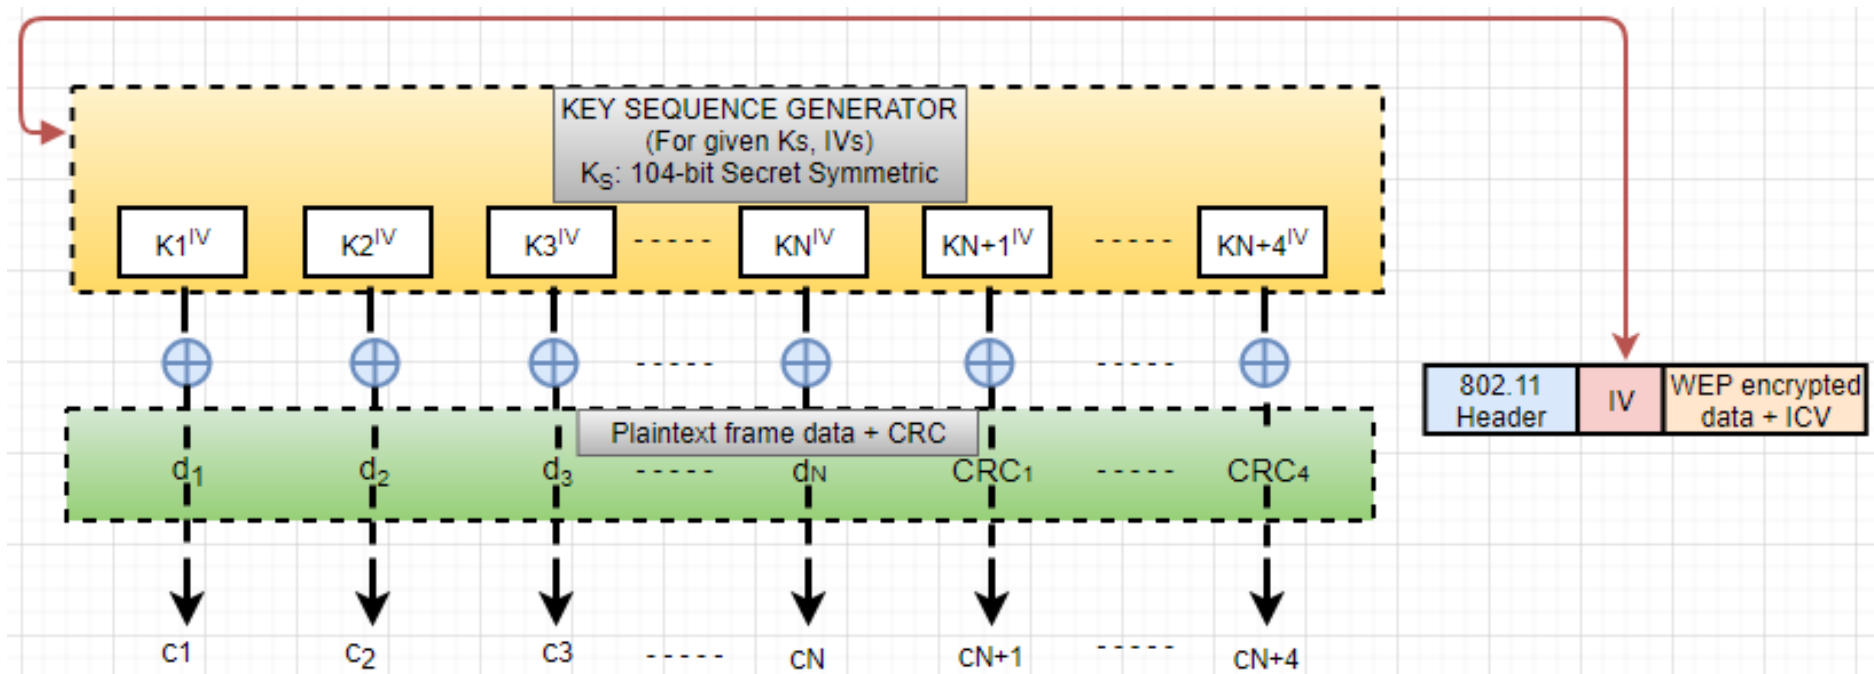 KEY SEQUENCE GENERATOR
(For given Ks, IVs)
KS: 104-bit Secret Symmetric
K1IV K2IV K3IV ----- KNIV KN+1IV ----- KN+4IV
----- -----
802.11 Header
IV
WEP encrypted data + ICV
Plaintext frame data + CRC
d1 d2 d3 ----- dN CRC1 ----- CRC4
c1 c2 c3 ----- cN cN+1 ----- cN+4